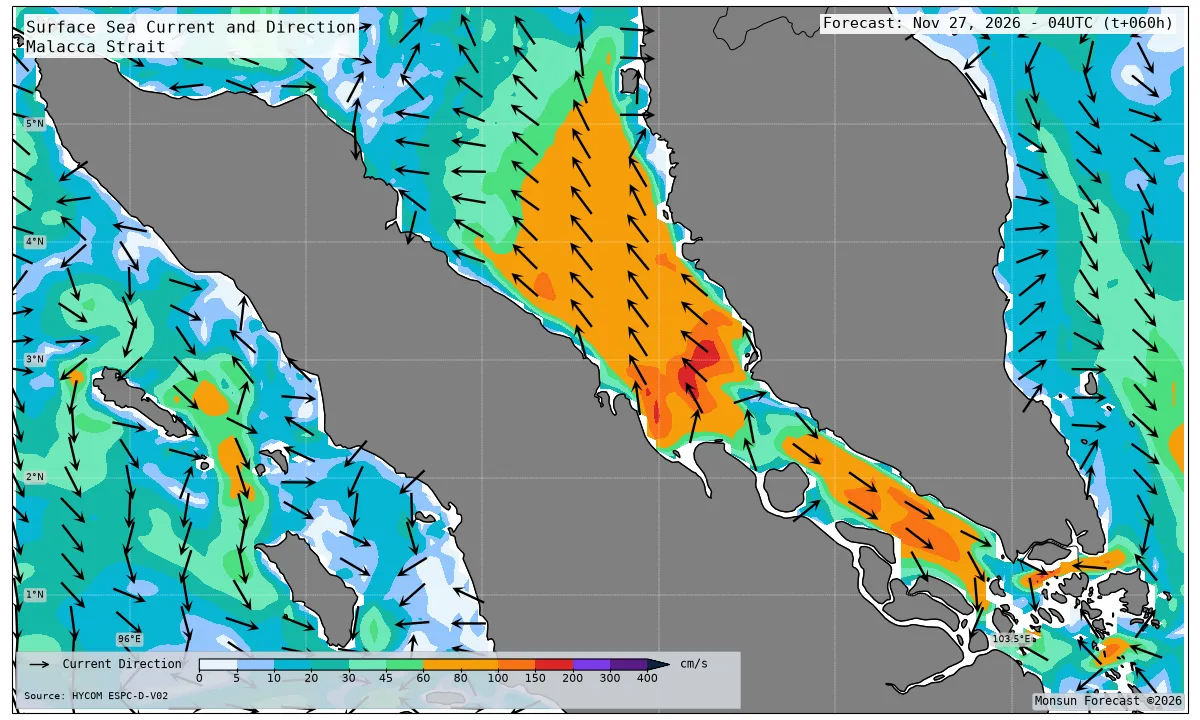 Surface Sea Current and Direction
Malacca Strait
Forecast: Nov 27, 2026 - 04UTC (t+060h)
5°N
4°N
3°N
2°N
1°N
96°E
103.5°E
Current Direction
0 5 10 20 30 45 60 80 100 150 200 300 400
cm/s
Source: HYCOM ESPC-D-V02
Monsun Forecast ©2026